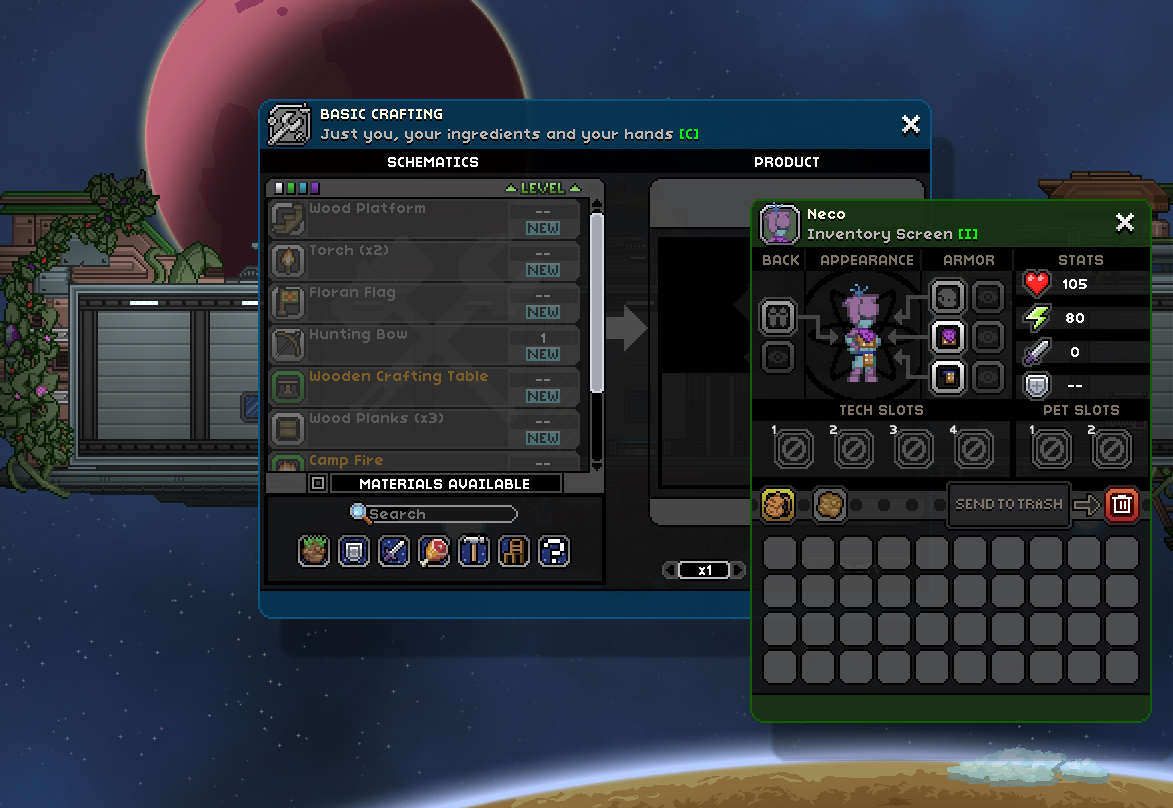 BASIC CRAFTING
Just you, your ingredients and your hands [C]
SCHEMATICS
PRODUCT
LEVEL
Wood Platform
--
NEW
Torch (x2)
--
NEW
Floran Flag
--
NEW
Hunting Bow
1
NEW
Wooden Crafting Table
--
NEW
Wood Planks (x3)
--
NEW
Camp Fire
--
MATERIALS AVAILABLE
Search
x1
Neco
Inventory Screen [I]
BACK
APPEARANCE
ARMOR
STATS
105
80
0
--
TECH SLOTS
PET SLOTS
1
2
3
4
1
2
SEND TO TRASH